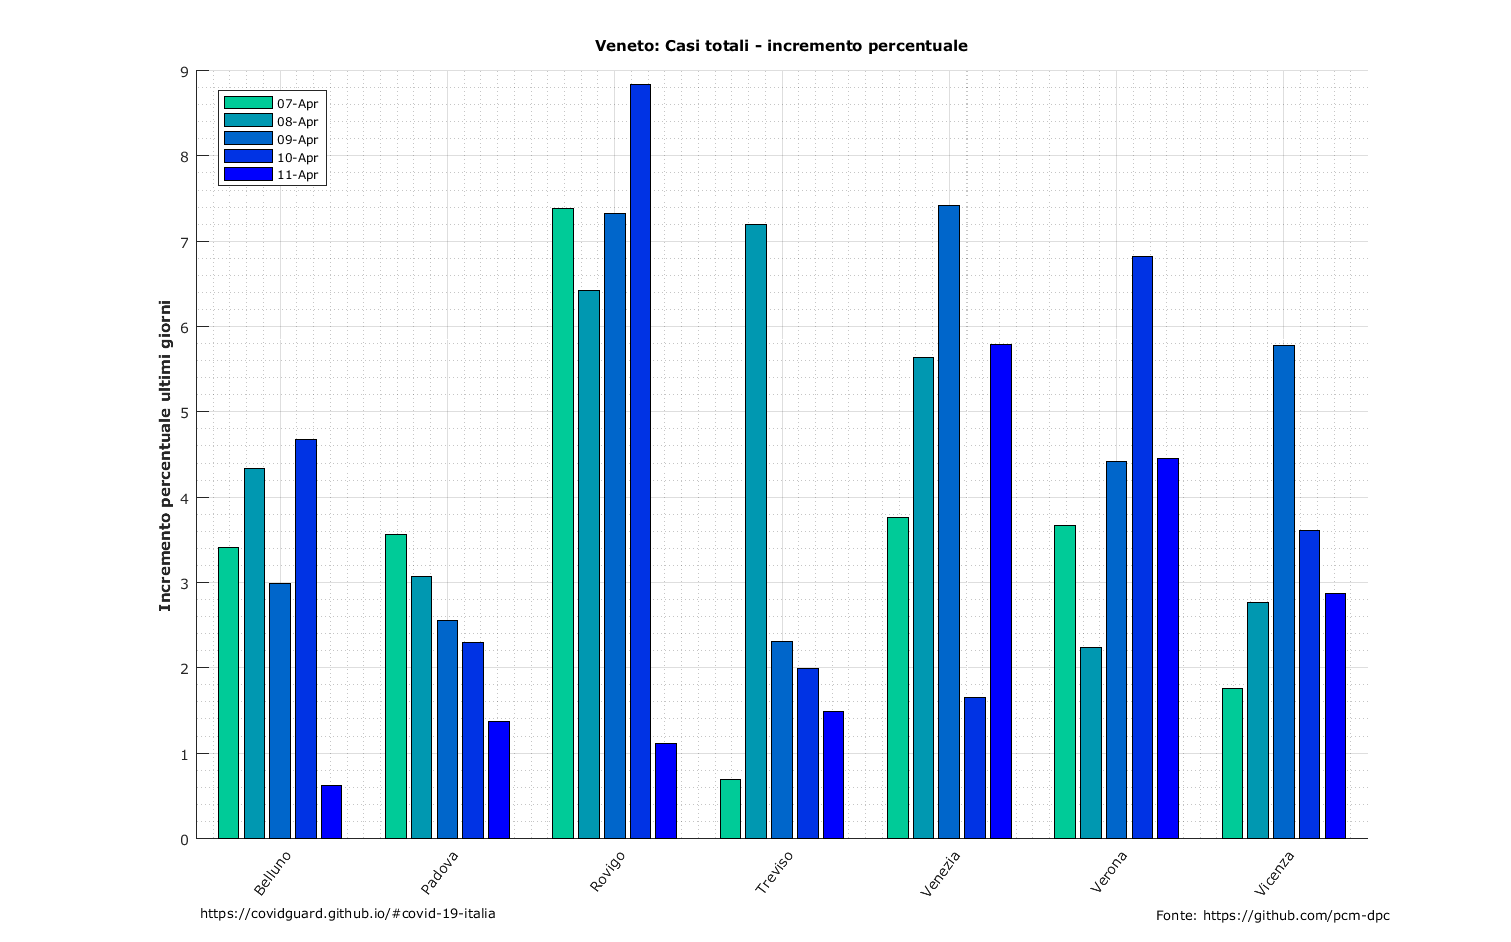 Veneto: Casi totali - incremento percentuale
9
8
7
6
5
4
3
2
1
0
Incremento percentuale ultimi giorni
07-Apr
08-Apr
09-Apr
10-Apr
11-Apr
Belluno
Padova
Rovigo
Treviso
Venezia
Verona
Vicenza
https://covidguard.github.io/#covid-19-italia
Fonte: https://github.com/pcm-dpc